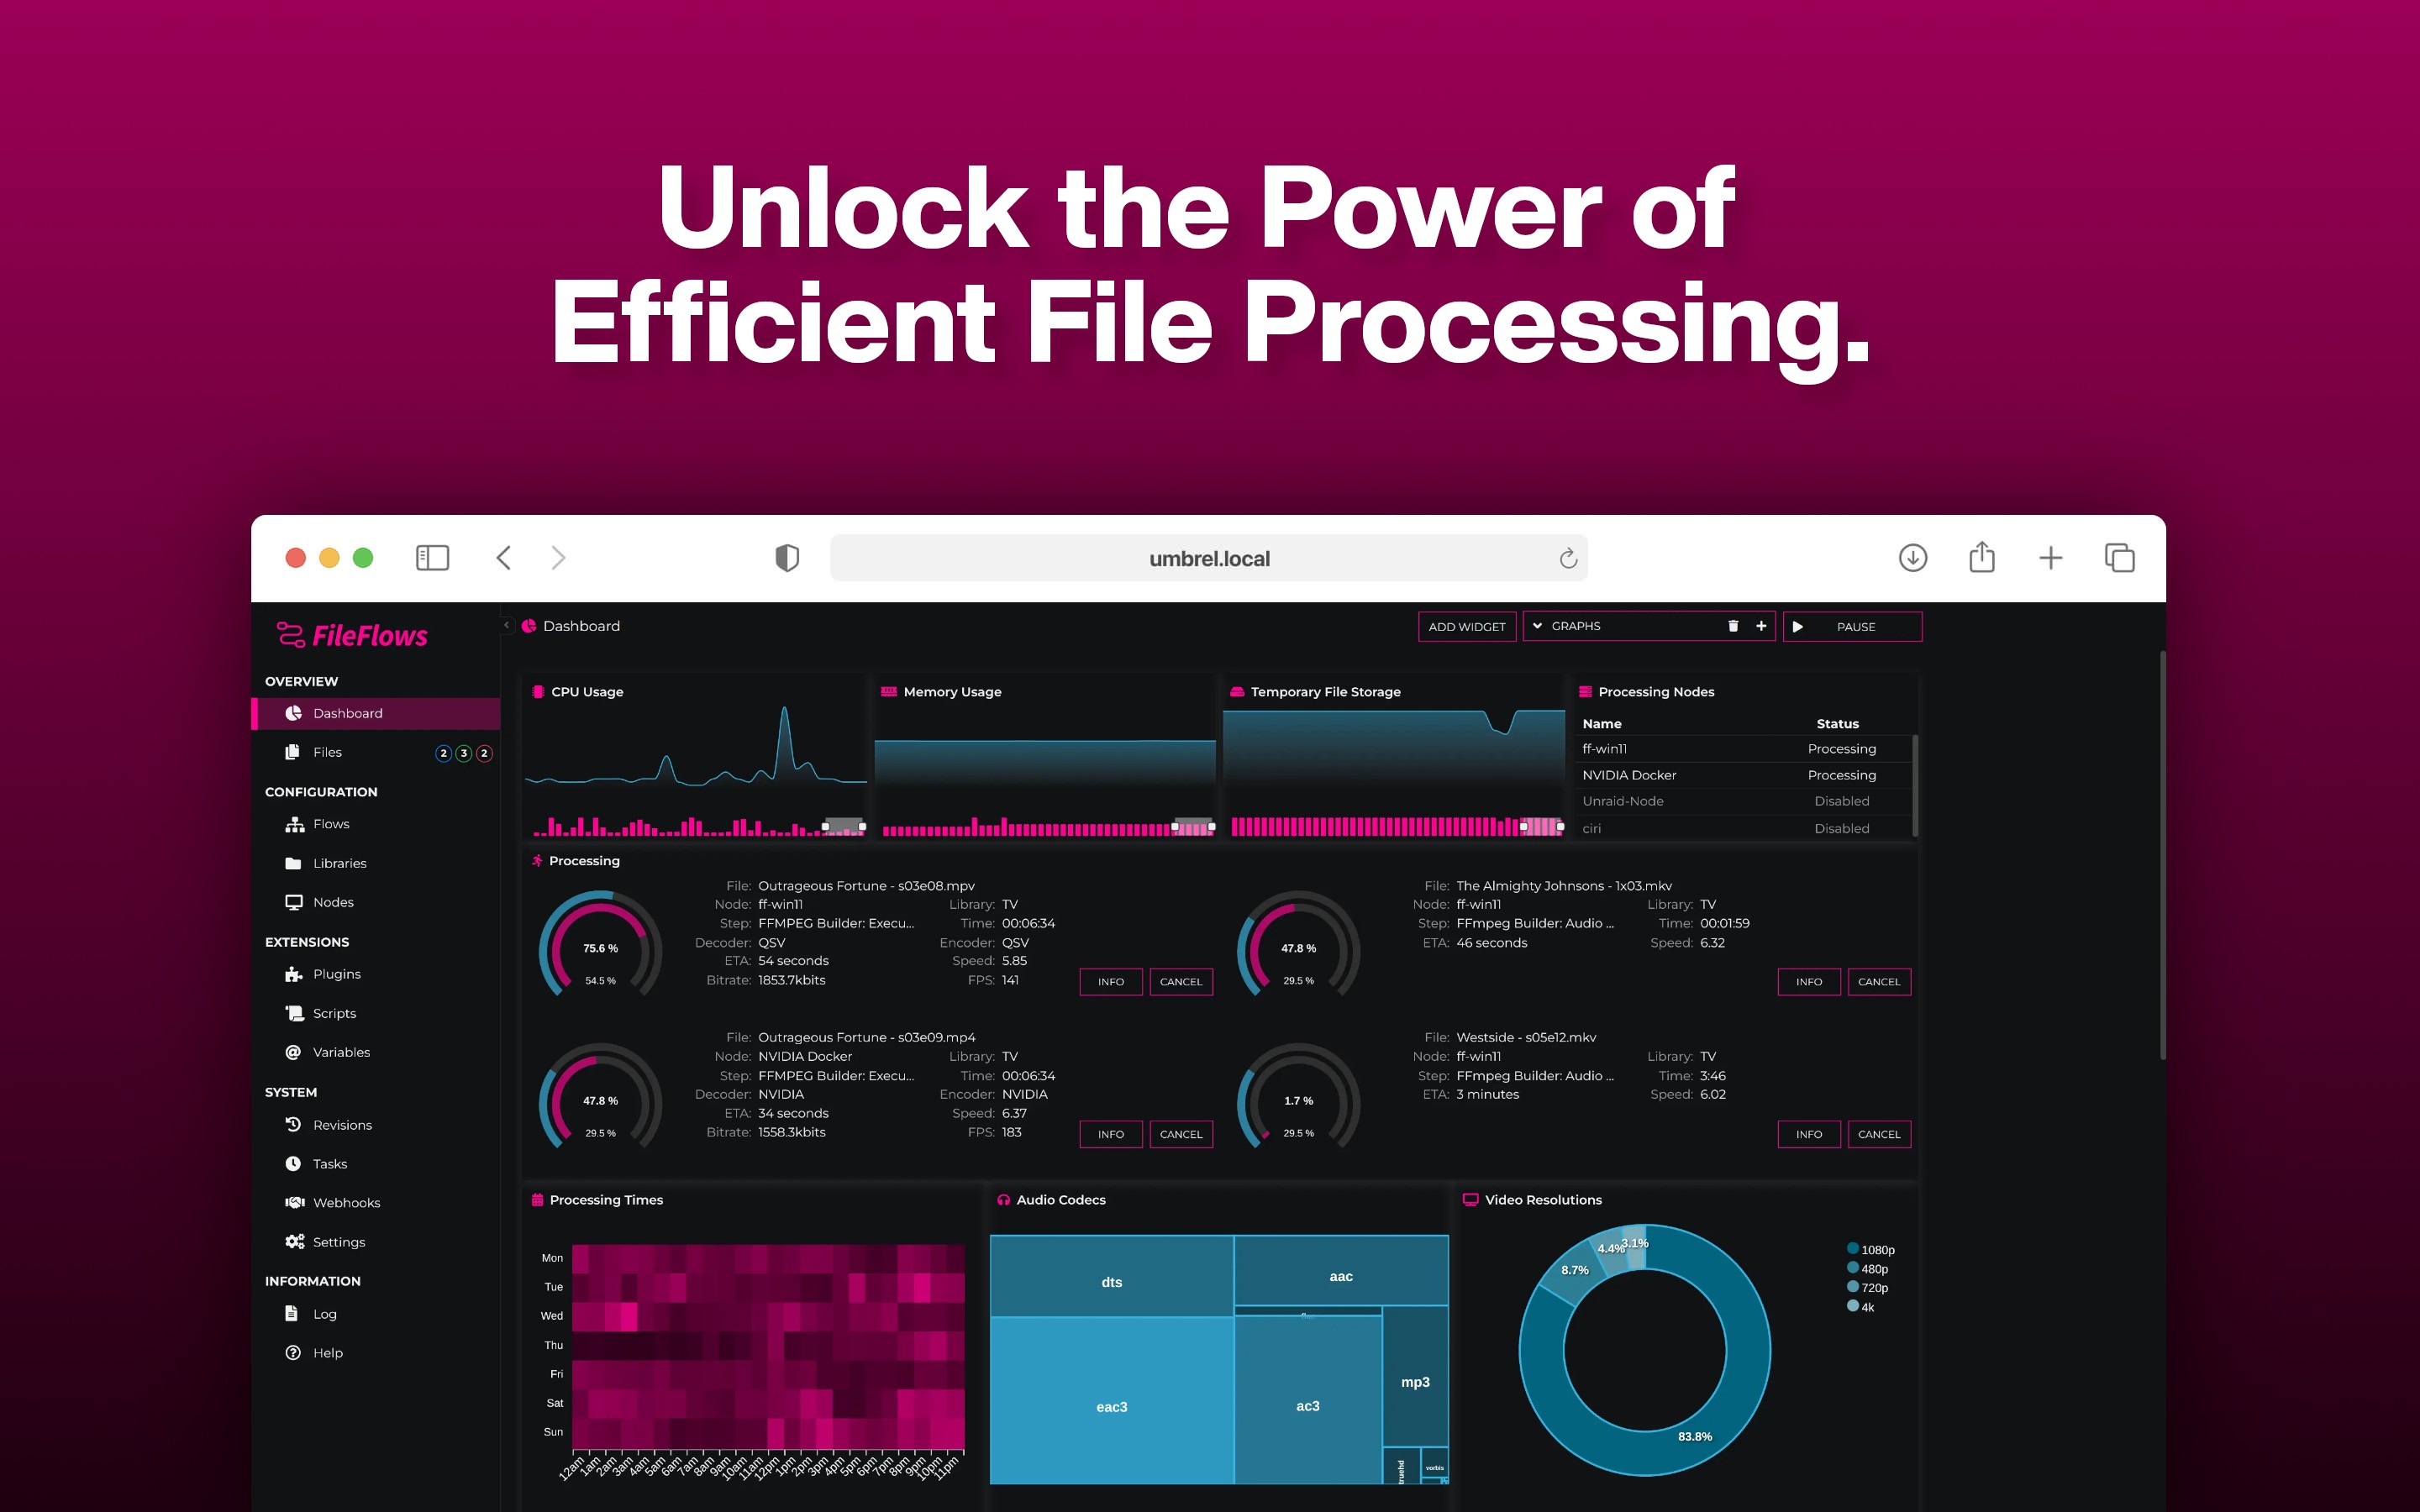 Unlock the Power of
Efficient File Processing.
umbrel.local
FileFlows
OVERVIEW
Dashboard
Files 2 3 2
CONFIGURATION
Flows
Libraries
Nodes
EXTENSIONS
Plugins
Scripts
Variables
SYSTEM
Revisions
Tasks
Webhooks
Settings
INFORMATION
Log
Help
Dashboard
ADD WIDGET GRAPHS PAUSE
CPU Usage
Memory Usage
Temporary File Storage
Processing Nodes
Name Status
ff-win11 Processing
NVIDIA Docker Processing
Unraid-Node Disabled
ciri Disabled
Processing
75.6 %
54.5 %
File: Outrageous Fortune - s03e08.mpv
Node: ff-win11 Library: TV
Step: FFMPEG Builder: Execu... Time: 00:06:34
Decoder: QSV Encoder: QSV
ETA: 54 seconds Speed: 5.85
Bitrate: 1853.7kbits FPS: 141
INFO CANCEL
47.8 %
29.5 %
File: The Almighty Johnsons - 1x03.mkv
Node: ff-win11 Library: TV
Step: FFmpeg Builder: Audio ... Time: 00:01:59
ETA: 46 seconds Speed: 6.32
INFO CANCEL
47.8 %
29.5 %
File: Outrageous Fortune - s03e09.mp4
Node: NVIDIA Docker Library: TV
Step: FFMPEG Builder: Execu... Time: 00:06:34
Decoder: NVIDIA Encoder: NVIDIA
ETA: 34 seconds Speed: 6.37
Bitrate: 1558.3kbits FPS: 183
INFO CANCEL
1.7 %
29.5 %
File: Westside - s05e12.mkv
Node: ff-win11 Library: TV
Step: FFmpeg Builder: Audio ... Time: 3:46
ETA: 3 minutes Speed: 6.02
INFO CANCEL
Processing Times
Mon
Tue
Wed
Thu
Fri
Sat
Sun
12am 1am 2am 3am 4am 5am 6am 7am 8am 9am 10am 11am 12pm 1pm 2pm 3pm 4pm 5pm 6pm 7pm 8pm 9pm 10pm 11pm
Audio Codecs
dts
aac
eac3
ac3
mp3
truehd
vorbis
Video Resolutions
3.1%
4.4%
8.7%
83.8%
1080p
480p
720p
4k